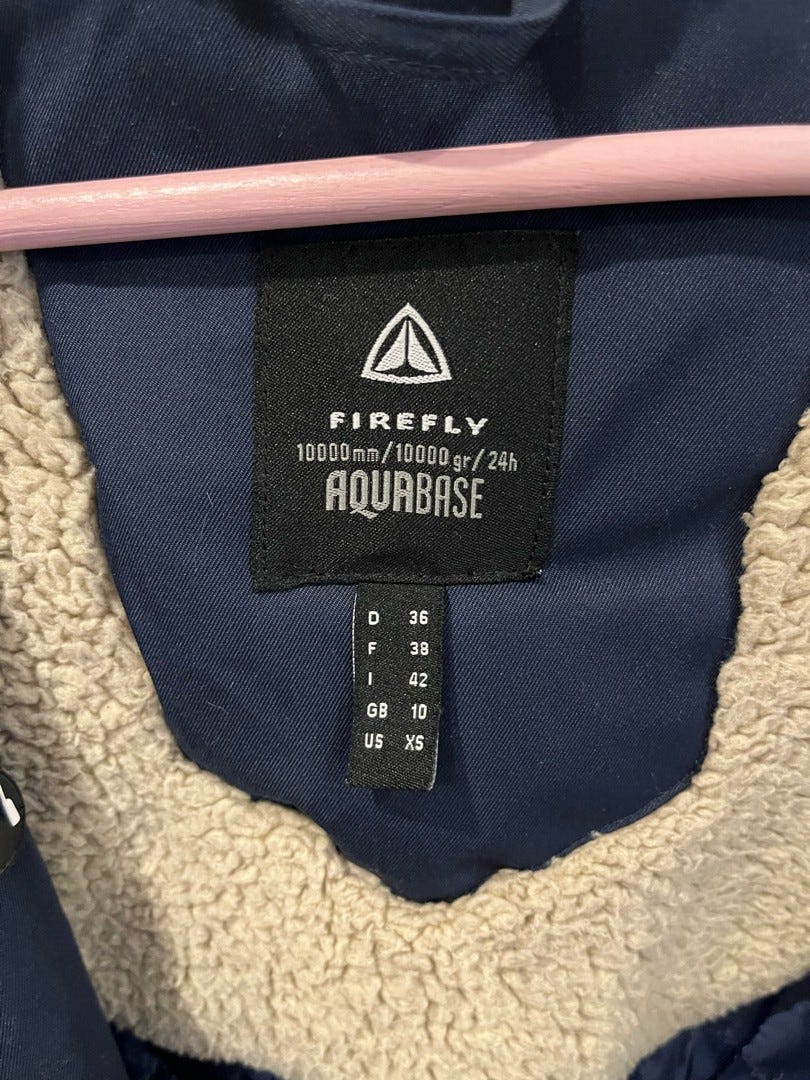 FIREFLY
10000mm/10000gr/24h
AQUABASE
D 36
F 38
I 42
GB 10
US XS